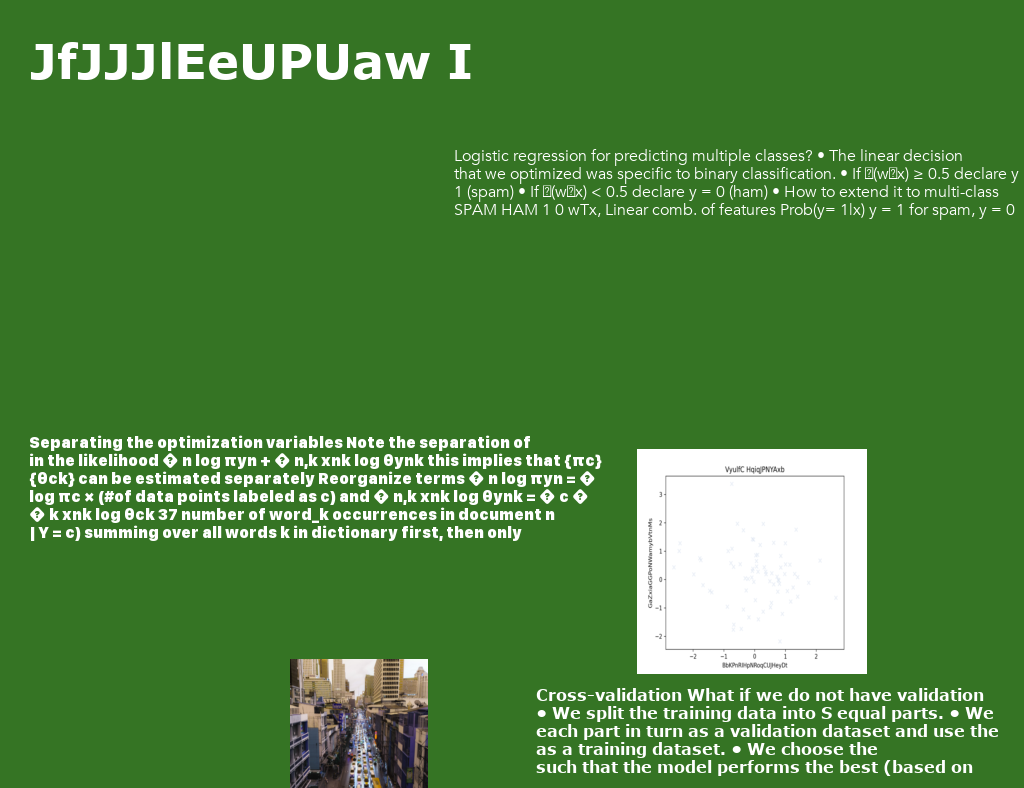 JfJJJlEeUPUaw I
Logistic regression for predicting multiple classes? • The linear decision
that we optimized was specific to binary classification. • If (wx) ≥ 0.5 declare y
1 (spam) • If (wx) < 0.5 declare y = 0 (ham) • How to extend it to multi-class
SPAM HAM 1 0 wTx, Linear comb. of features Prob(y= 1|x) y = 1 for spam, y = 0
Separating the optimization variables Note the separation of
in the likelihood � n log πyn + � n,k xnk log θynk this implies that {πc}
{θck} can be estimated separately Reorganize terms � n log πyn = �
log πc × (#of data points labeled as c) and � n,k xnk log θynk = � c �
� k xnk log θck 37 number of word_k occurrences in document n
| Y = c) summing over all words k in dictionary first, then only
VyulfC HqiqJPNYAxb
3
2
1
0
−1
−2
GaZxiaGGPoNWamybVtnMs
−2 −1 0 1 2
BbKPnRIHpNRoqCUJHeyDt
Cross-validation What if we do not have validation
• We split the training data into S equal parts. • We
each part in turn as a validation dataset and use the
as a training dataset. • We choose the
such that the model performs the best (based on